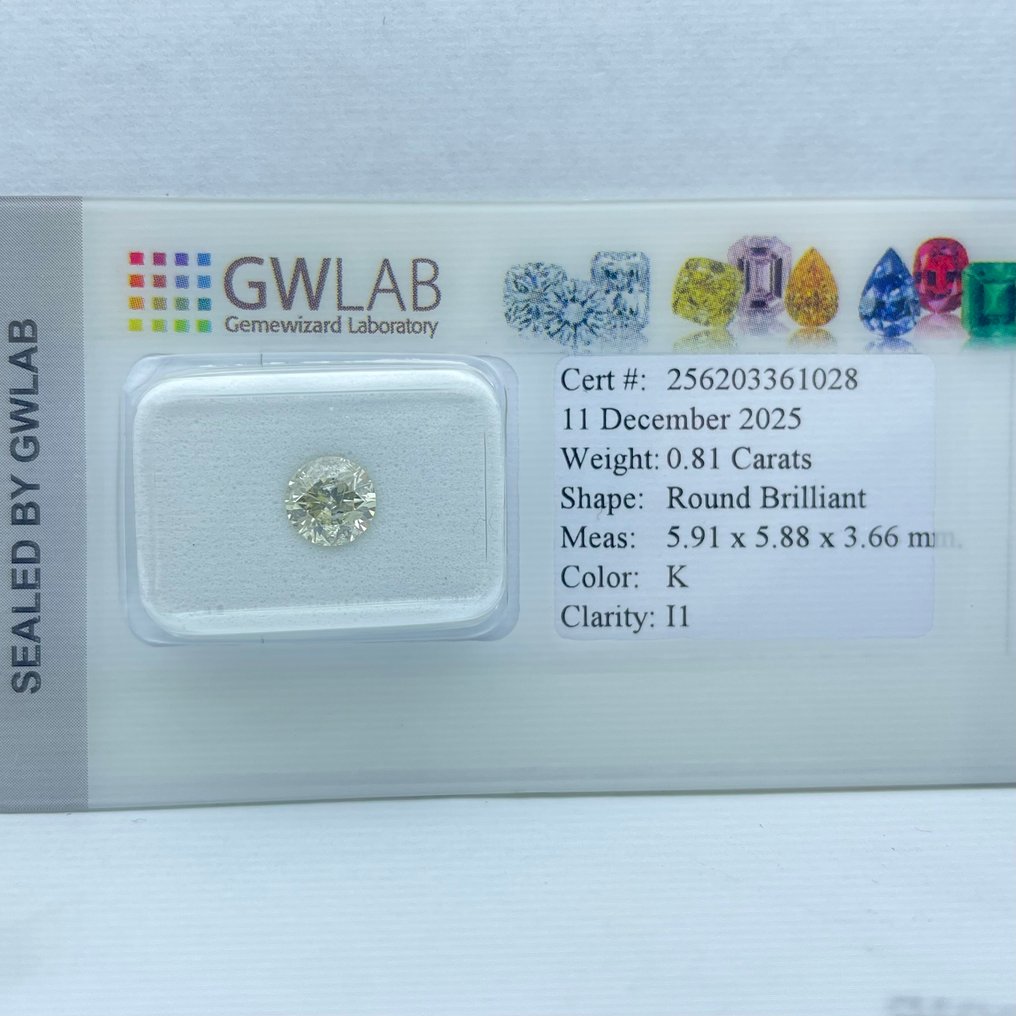 SEALED BY GWLAB
GWLAB
Gemewizard Laboratory
Cert #: 256203361028
11 December 2025
Weight: 0.81 Carats
Shape: Round Brilliant
Meas: 5.91 x 5.88 x 3.66 mm.
Color: K
Clarity: I1